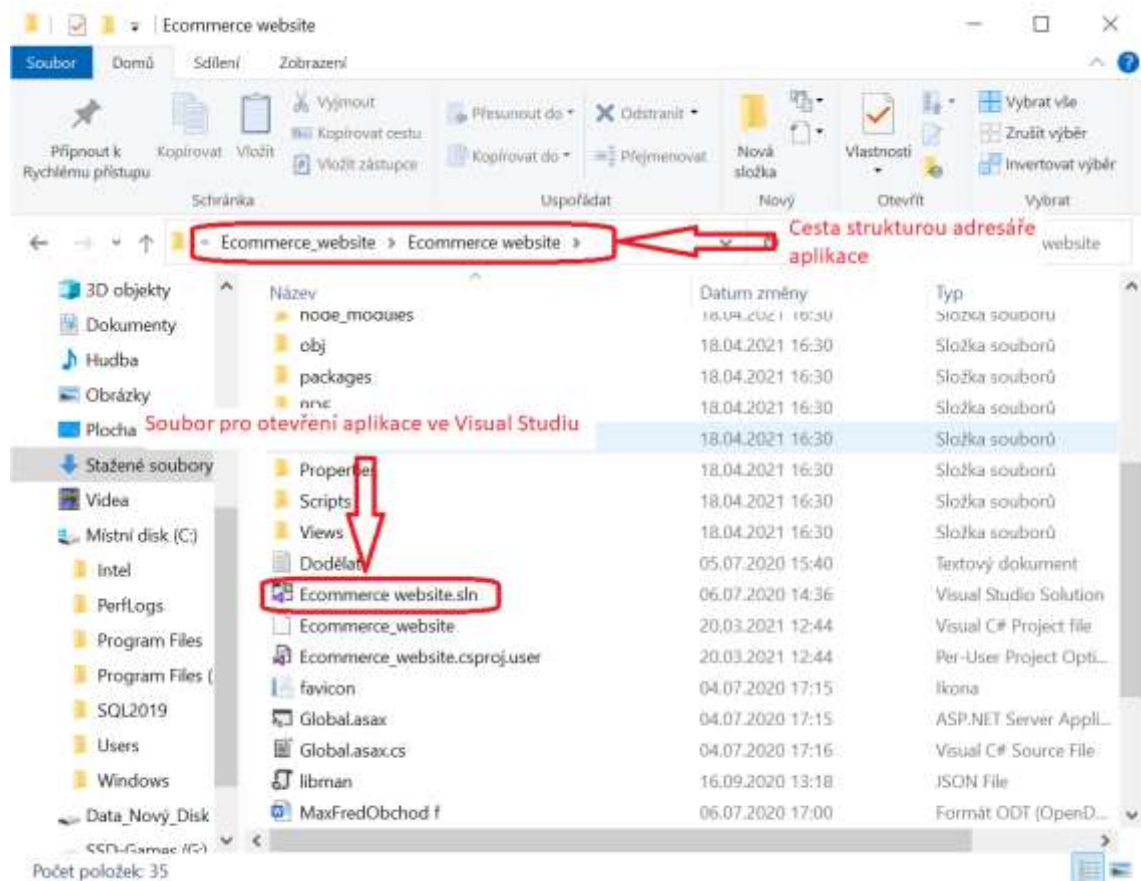 Ecommerce website
Soubor Domů Sdílení Zobrazení
Připnout k Rychlému přístupu
Kopírovat
Vložit
Vyjmout
Kopírovat cestu
Vložit zástupce
Schránka
Přesunout do
Kopírovat do
Odstranit
Přejmenovat
Uspořádat
Nová složka
Nový
Vlastnosti
Otevřít
Vybrat vše
Zrušit výběr
Invertovat výběr
Vybrat
Ecommerce_website > Ecommerce website >
Cesta strukturou adresáře
aplikace
website
3D objekty
Dokumenty
Hudba
Obrázky
Plocha
Stažené soubory
Videa
Místní disk (C:)
Intel
PerfLogs
Program Files
Program Files (
SQL2019
Users
Windows
Data_Nový_Disk
SSD-Games (G:)
Název Datum změny Typ
node_modules 18.04.2021 16:30 Složka souborů
obj 18.04.2021 16:30 Složka souborů
packages 18.04.2021 16:30 Složka souborů
18.04.2021 16:30 Složka souborů
Soubor pro otevření aplikace ve Visual Studiu
18.04.2021 16:30 Složka souborů
Properties 18.04.2021 16:30 Složka souborů
Scripts 18.04.2021 16:30 Složka souborů
Views 18.04.2021 16:30 Složka souborů
Dodělat 05.07.2020 15:40 Textový dokument
Ecommerce website.sln 06.07.2020 14:36 Visual Studio Solution
Ecommerce_website 20.03.2021 12:44 Visual C# Project file
Ecommerce_website.csproj.user 20.03.2021 12:44 Per-User Project Opti...
favicon 04.07.2020 17:15 Ikona
Global.asax 04.07.2020 17:15 ASP.NET Server Appli...
Global.asax.cs 04.07.2020 17:16 Visual C# Source File
libman 16.09.2020 13:18 JSON File
MaxFredObchod f 06.07.2020 17:00 Formát ODT (OpenD...
Počet položek: 35